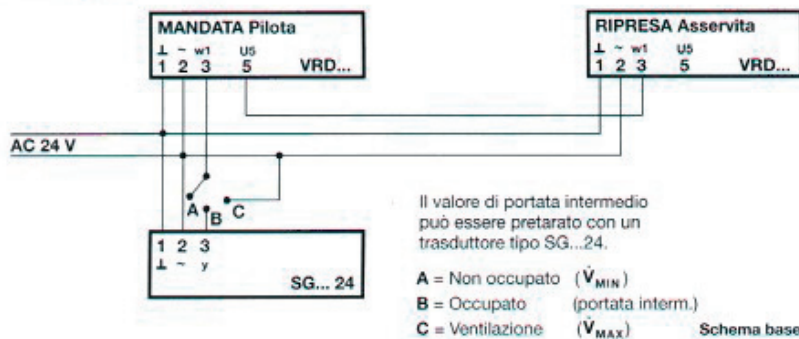 MANDATA Pilota
⊥ ~ w1 U5
1 2 3 5 VRD...
RIPRESA Asservita
⊥ ~ w1 U5
1 2 3 5 VRD...
AC 24 V
A
B
C
1 2 3
⊥ ~ y
SG... 24
Il valore di portata intermedio
può essere pretarato con un
trasduttore tipo SG...24.
A = Non occupato (V̇MIN)
B = Occupato (portata interm.)
C = Ventilazione (V̇MAX) Schema base